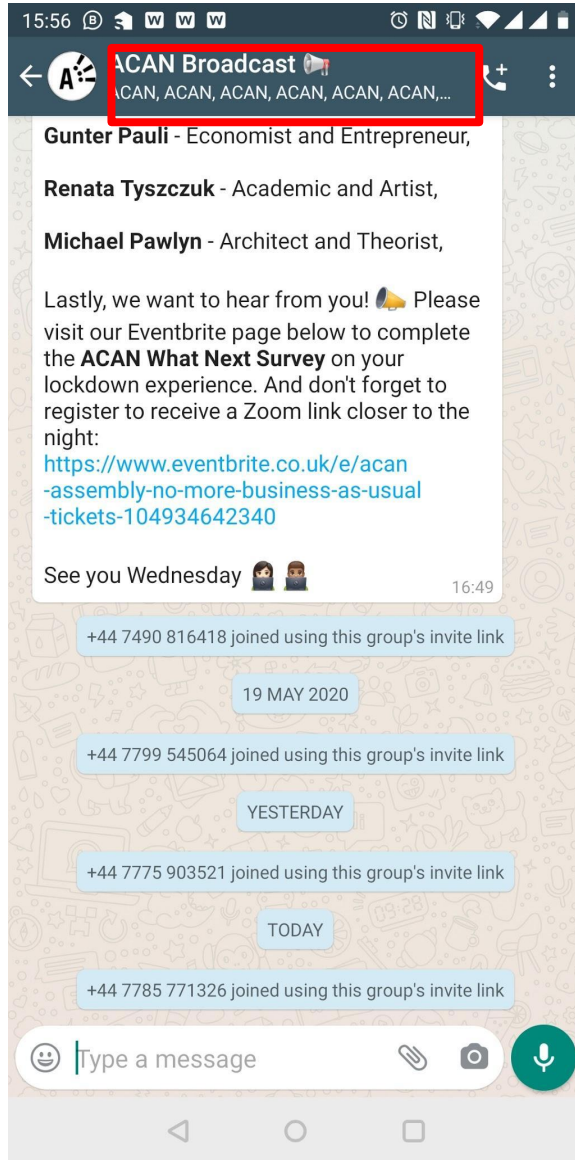 15:56
ACAN Broadcast
ACAN, ACAN, ACAN, ACAN, ACAN, ACAN,...
Gunter Pauli - Economist and Entrepreneur,
Renata Tyszczuk - Academic and Artist,
Michael Pawlyn - Architect and Theorist,
Lastly, we want to hear from you! 📣 Please
visit our Eventbrite page below to complete
the ACAN What Next Survey on your
lockdown experience. And don't forget to
register to receive a Zoom link closer to the
night:
https://www.eventbrite.co.uk/e/acan
-assembly-no-more-business-as-usual
-tickets-104934642340
See you Wednesday 👩🏻‍💻 👨🏽‍💻
16:49
+44 7490 816418 joined using this group's invite link
19 MAY 2020
+44 7799 545064 joined using this group's invite link
YESTERDAY
+44 7775 903521 joined using this group's invite link
TODAY
+44 7785 771326 joined using this group's invite link
Type a message